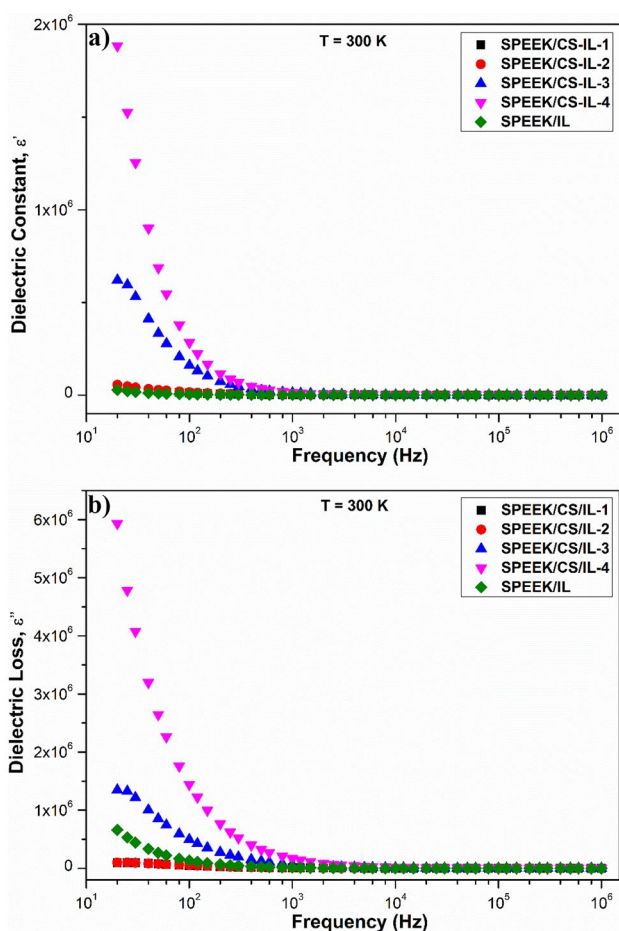 a)
T = 300 K
SPEEK/CS-IL-1
SPEEK/CS-IL-2
SPEEK/CS-IL-3
SPEEK/CS-IL-4
SPEEK/IL
Dielectric Constant, ε'
2x10⁶
1x10⁶
0
10¹ 10² 10³ 10⁴ 10⁵ 10⁶
Frequency (Hz)
b)
T = 300 K
SPEEK/CS/IL-1
SPEEK/CS/IL-2
SPEEK/CS/IL-3
SPEEK/CS/IL-4
SPEEK/IL
Dielectric Loss, ε"
6x10⁶
5x10⁶
4x10⁶
3x10⁶
2x10⁶
1x10⁶
0
10¹ 10² 10³ 10⁴ 10⁵ 10⁶
Frequency (Hz)